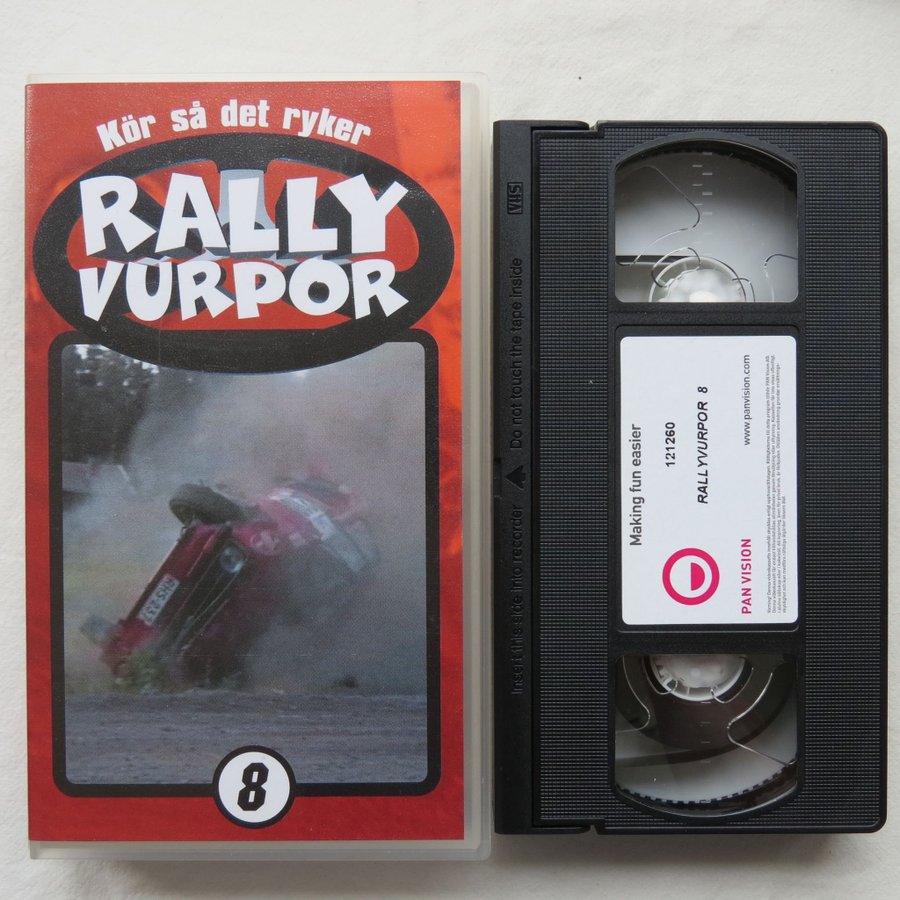 Kör så det ryker
RALLY
VURPOR
8
VHS
Insert this side into recorder ▲ Do not touch the tape inside
Making fun easier
121260
RALLYVURPOR 8
PAN VISION
www.panvision.com